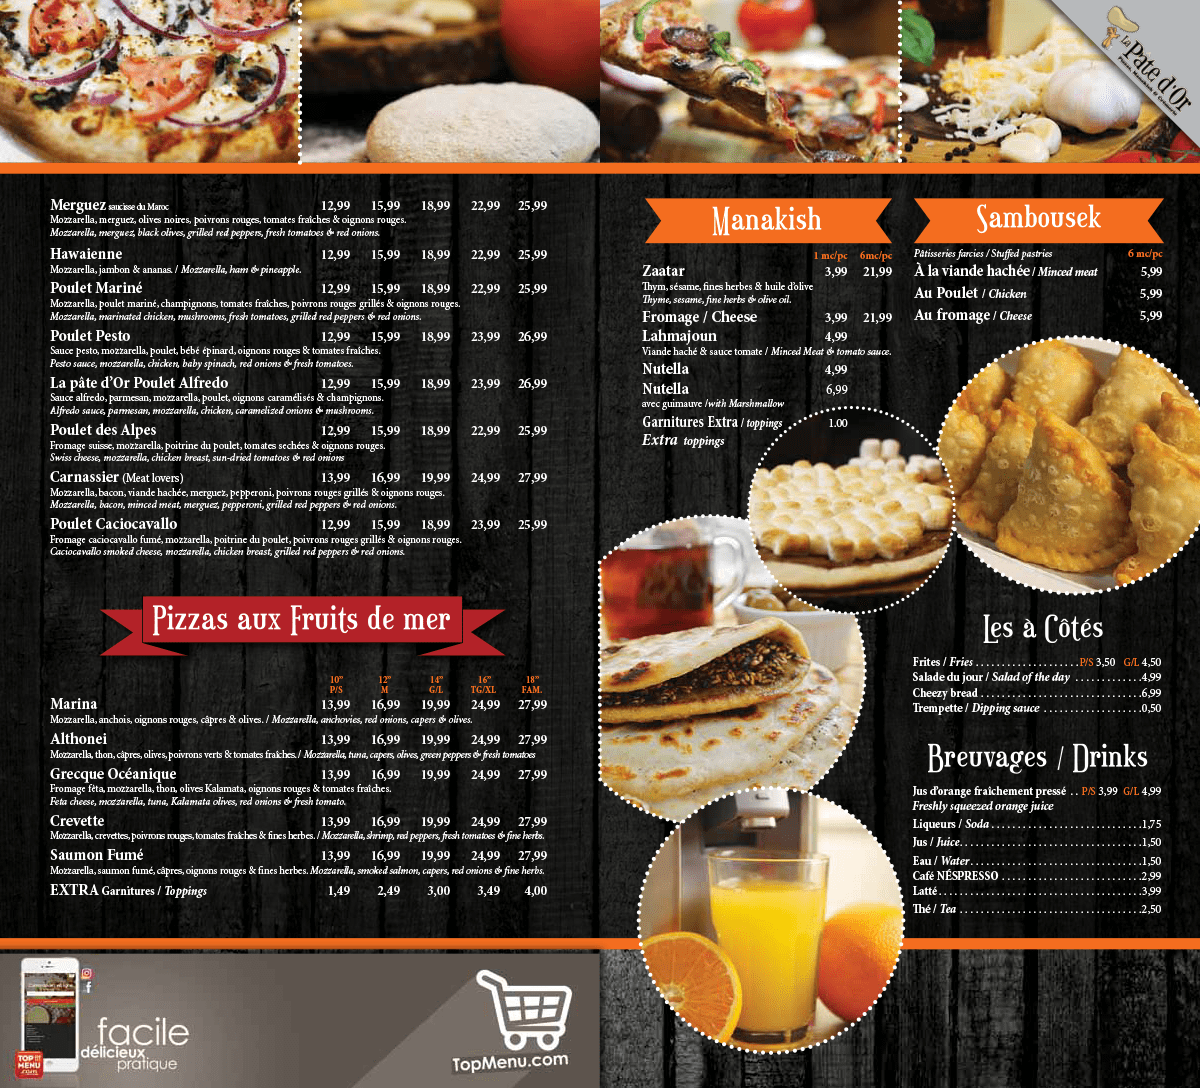 La
Pâte d'Or
Merguez saucisse du Maroc 12,99 15,99 18,99 22,99 25,99
Mozzarella, merguez, olives noires, poivrons rouges, tomates fraîches & oignons rouges.
Mozzarella, merguez, black olives, grilled red peppers, fresh tomatoes & red onions.
Hawaienne 12,99 15,99 18,99 22,99 25,99
Mozzarella, jambon & ananas. / Mozzarella, ham & pineapple.
Poulet Mariné 12,99 15,99 18,99 22,99 25,99
Mozzarella, poulet mariné, champignons, tomates fraîches, poivrons rouges grillés & oignons rouges.
Mozzarella, marinated chicken, mushrooms, fresh tomatoes, grilled red peppers & red onions.
Poulet Pesto 12,99 15,99 18,99 23,99 26,99
Sauce pesto, mozzarella, poulet, bébé épinard, oignons rouges & tomates fraîches.
Pesto sauce, mozzarella, chicken, baby spinach, red onions & fresh tomatoes.
La pâte d'Or Poulet Alfredo 12,99 15,99 18,99 23,99 26,99
Sauce alfredo, parmesan, mozzarella, poulet, oignons caramélisés & champignons.
Alfredo sauce, parmesan, mozzarella, chicken, caramelized onions & mushrooms.
Poulet des Alpes 12,99 15,99 18,99 22,99 25,99
Fromage suisse, mozzarella, poitrine du poulet, tomates sechées & oignons rouges.
Swiss cheese, mozzarella, chicken breast, sun-dried tomatoes & red onions
Carnassier (Meat lovers) 13,99 16,99 19,99 24,99 27,99
Mozzarella, bacon, viande hachée, merguez, pepperoni, poivrons rouges grillés & oignons rouges.
Mozzarella, bacon, minced meat, merguez, pepperoni, grilled red peppers & red onions.
Poulet Caciocavallo 12,99 15,99 18,99 23,99 25,99
Fromage caciocavallo fumé, mozzarella, poitrine du poulet, poivrons rouges grillés & oignons rouges.
Caciocavallo smoked cheese, mozzarella, chicken breast, grilled red peppers & red onions.
Pizzas aux Fruits de mer
10" 12" 14" 16" 18"
P/S M G/L TG/XL FAM.
Marina 13,99 16,99 19,99 24,99 27,99
Mozzarella, anchois, oignons rouges, câpres & olives. / Mozzarella, anchovies, red onions, capers & olives.
Althonei 13,99 16,99 19,99 24,99 27,99
Mozzarella, thon, câpres, olives, poivrons verts & tomates fraîches. / Mozzarella, tuna, capers, olives, green peppers & fresh tomatoes
Grecque Océanique 13,99 16,99 19,99 24,99 27,99
Fromage fèta, mozzarella, thon, olives Kalamata, oignons rouges & tomates fraîches.
Feta cheese, mozzarella, tuna, Kalamata olives, red onions & fresh tomato.
Crevette 13,99 16,99 19,99 24,99 27,99
Mozzarella, crevettes, poivrons rouges, tomates fraîches & fines herbes. / Mozzarella, shrimp, red peppers, fresh tomatoes & fine herbs.
Saumon Fumé 13,99 16,99 19,99 24,99 27,99
Mozzarella, saumon fumé, câpres, oignons rouges & fines herbes. Mozzarella, smoked salmon, capers, red onions & fine herbs.
EXTRA Garnitures / Toppings 1,49 2,49 3,00 3,49 4,00
Manakish
1 mc/pc 6mc/pc
Zaatar 3,99 21,99
Thym, sésame, fines herbes & huile d'olive
Thyme, sesame, fine herbs & olive oil.
Fromage / Cheese 3,99 21,99
Lahmajoun 4,99
Viande haché & sauce tomate / Minced Meat & tomato sauce.
Nutella 4,99
Nutella 6,99
avec guimauve /with Marshmallow
Garnitures Extra / toppings 1.00
Extra toppings
Sambousek
Pâtisseries farcies / Stuffed pastries 6 mc/pc
À la viande hachée / Minced meat 5,99
Au Poulet / Chicken 5,99
Au fromage / Cheese 5,99
Les à Côtés
Frites / Fries . . . . . . . . . . . . . . . . . . . . P/S 3,50 G/L 4,50
Salade du jour / Salad of the day . . . . . . . . . . . . .4,99
Cheezy bread . . . . . . . . . . . . . . . . . . . . . . . . . . . . . . .6,99
Trempette / Dipping sauce . . . . . . . . . . . . . . . . . . .0,50
Breuvages / Drinks
Jus d'orange fraîchement pressé . . P/S 3,99 G/L 4,99
Freshly squeezed orange juice
Liqueurs / Soda . . . . . . . . . . . . . . . . . . . . . . . . . . . . .1,75
Jus / Juice. . . . . . . . . . . . . . . . . . . . . . . . . . . . . . . . . . .1,50
Eau / Water . . . . . . . . . . . . . . . . . . . . . . . . . . . . . . . . .1,50
Café NÉSPRESSO . . . . . . . . . . . . . . . . . . . . . . . . . . .2,99
Latté . . . . . . . . . . . . . . . . . . . . . . . . . . . . . . . . . . . . . . .3,99
Thé / Tea . . . . . . . . . . . . . . . . . . . . . . . . . . . . . . . . . . .2,50
TOP
MENU
facile
délicieux
pratique
TopMenu.com